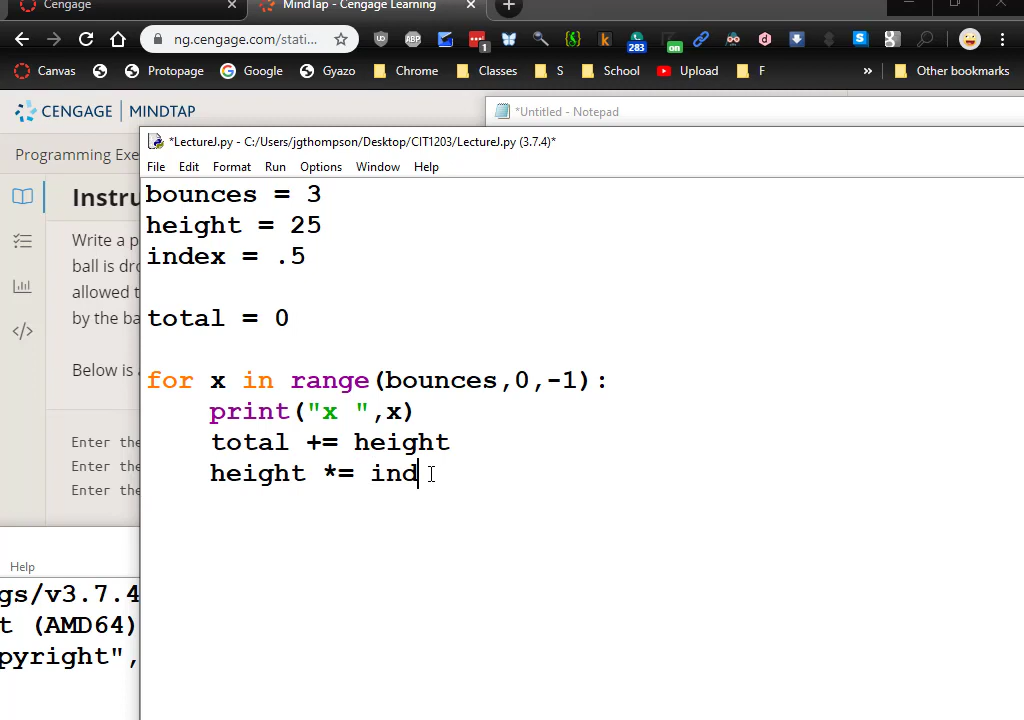 Cengage
MindTap - Cengage Learning
ng.cengage.com/stati...
ABP
1
283
on
Canvas
Protopage
Google
Gyazo
Chrome
Classes
S
School
Upload
F
»
Other bookmarks
CENGAGE | MINDTAP
*Untitled - Notepad
*LectureJ.py - C:/Users/jgthompson/Desktop/CIT1203/LectureJ.py (3.7.4)*
Programming Exe
File Edit Format Run Options Window Help
Instru
Write a p
ball is dro
allowed t
by the ba
Below is a
Enter the
Enter the
Enter the
bounces = 3
height = 25
index = .5
total = 0
for x in range(bounces,0,-1):
print("x ",x)
total += height
height *= ind
Help
gs/v3.7.4
t (AMD64)
pyright",